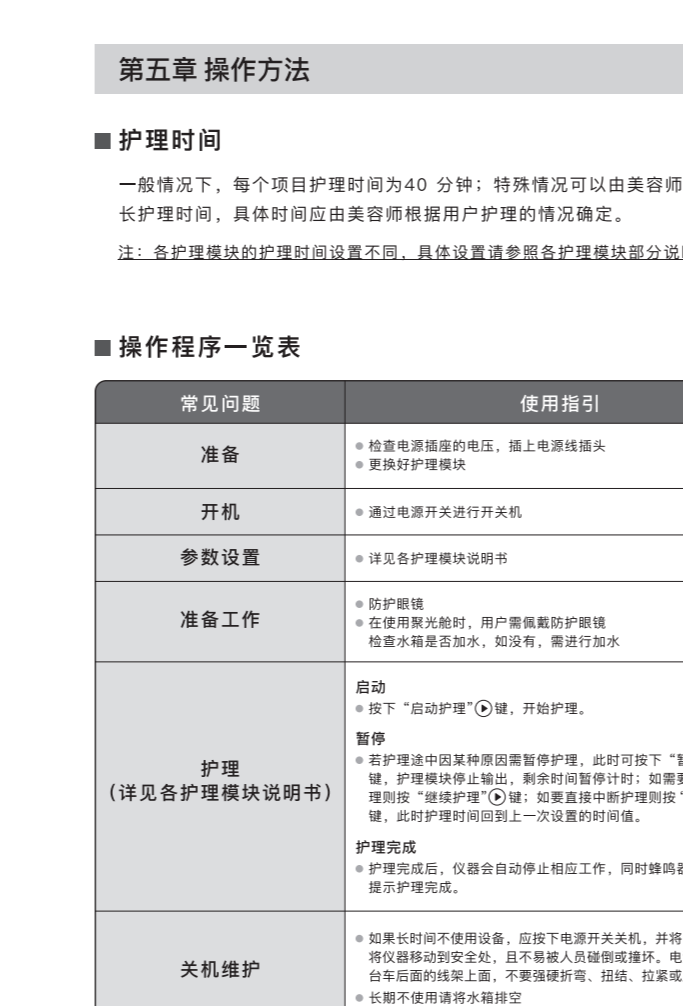 第五章 操作方法
■ 护理时间
一般情况下，每个项目护理时间为40 分钟；特殊情况可以由美容师
长护理时间，具体时间应由美容师根据用户护理的情况确定。
注：各护理模块的护理时间设置不同，具体设置请参照各护理模块部分说
■ 操作程序一览表
常见问题 使用指引
准备
● 检查电源插座的电压，插上电源线插头
● 更换好护理模块
开机
● 通过电源开关进行开关机
参数设置
● 详见各护理模块说明书
准备工作
● 防护眼镜
● 在使用聚光舱时，用户需佩戴防护眼镜
检查水箱是否加水，如没有，需进行加水
护理
（详见各护理模块说明书）
启动
● 按下“启动护理”键，开始护理。
暂停
● 若护理途中因某种原因需暂停护理，此时可按下“
键，护理模块停止输出，剩余时间暂停计时；如需
理则按“继续护理”键；如要直接中断护理则按“
键，此时护理时间回到上一次设置的时间值。
护理完成
● 护理完成后，仪器会自动停止相应工作，同时蜂鸣
提示护理完成。
关机维护
● 如果长时间不使用设备，应按下电源开关关机，并将
将仪器移动到安全处，且不易被人员碰倒或撞坏。电
台车后面的线架上面，不要强硬折弯、扭结、拉紧或
● 长期不使用请将水箱排空